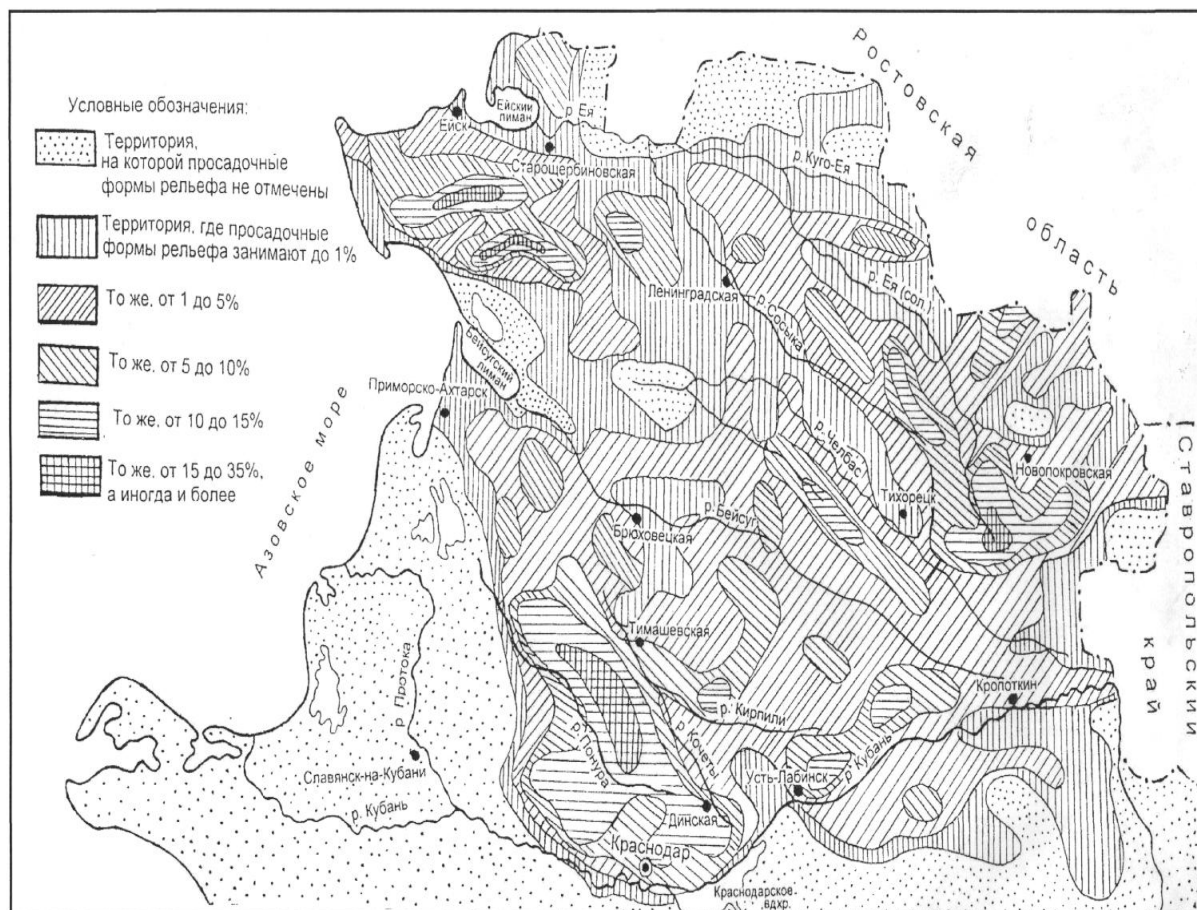 Условные обозначения:
Территория,
на которой просадочные
формы рельефа не отмечены
Территория, где просадочные
формы рельефа занимают до 1%
То же. от 1 до 5%
То же. от 5 до 10%
То же. от 10 до 15%
То же. от 15 до 35%,
а иногда и более
Ростовская
область
Ставропольский
край
Азовское море
Ейский
лиман
Ейск
р. Ея
Старощербиновская
р. Куго-Ея
Ленинградская
р. Сосыка
р. Ея (сол.)
Бейсугский
лиман
Приморско-Ахтарск
р. Челбас
Новопокровская
Тихорецк
р. Бейсуг
Брюховецкая
Тимашевская
р. Протока
Кропоткин
р. Кирпили
р. Понура
р. Кочеты
Славянск-на-Кубани
Усть-Лабинск
р. Кубань
р. Кубань
Динская
Краснодар
Краснодарское
вдхр.